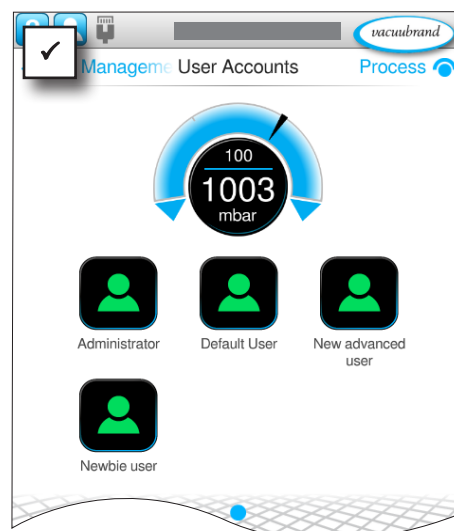 vacuubrand
Manageme User Accounts Process
100
1003
mbar
Administrator Default User New advanced
user
Newbie user